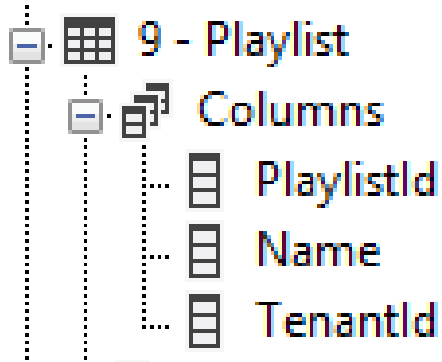 9 - Playlist
Columns
PlaylistId
Name
TenantId